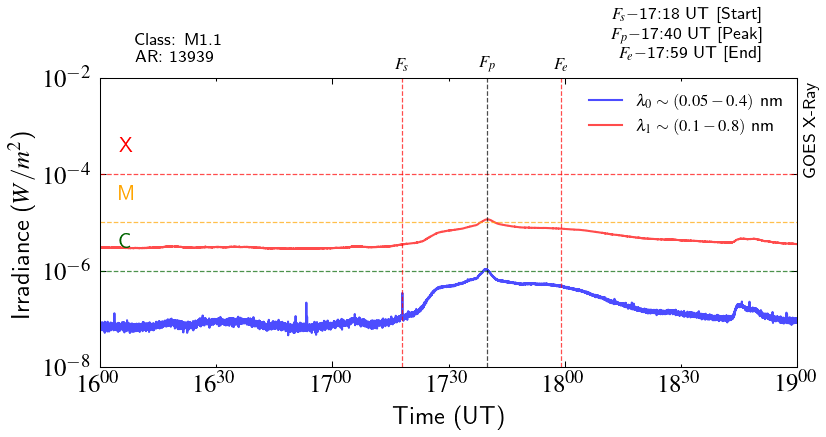 Fs−17:18 UT [Start]
Class: M1.1
Fp−17:40 UT [Peak]
AR: 13939
Fe−17:59 UT [End]
Fs
Fp
Fe
10−2
λ0 ∼ (0.05 − 0.4) nm
λ1 ∼ (0.1 − 0.8) nm
GOES X-Ray
X
10−4
M
C
10−6
10−8
Irradiance (W/m2)
1600 1630 1700 1730 1800 1830 1900
Time (UT)